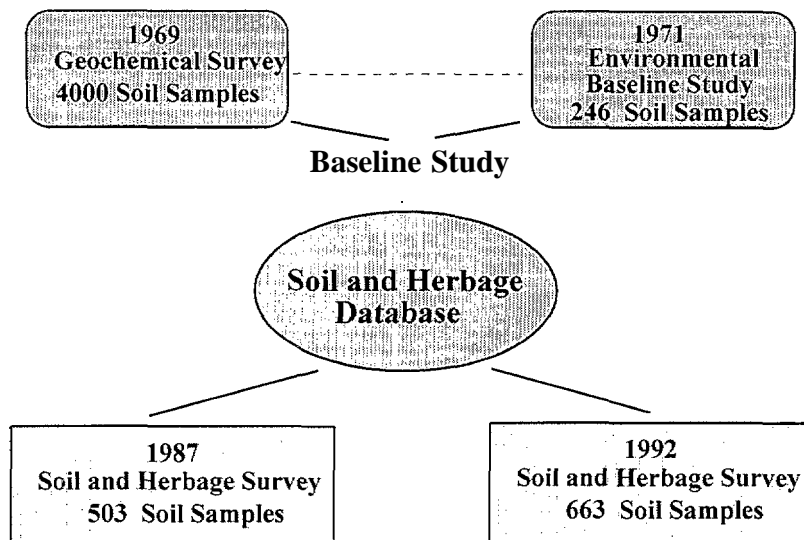 1969
Geochemical Survey
4000 Soil Samples
1971
Environmental
Baseline Study
246 Soil Samples
Baseline Study
Soil and Herbage
Database
1987
Soil and Herbage Survey
503 Soil Samples
1992
Soil and Herbage Survey
663 Soil Samples